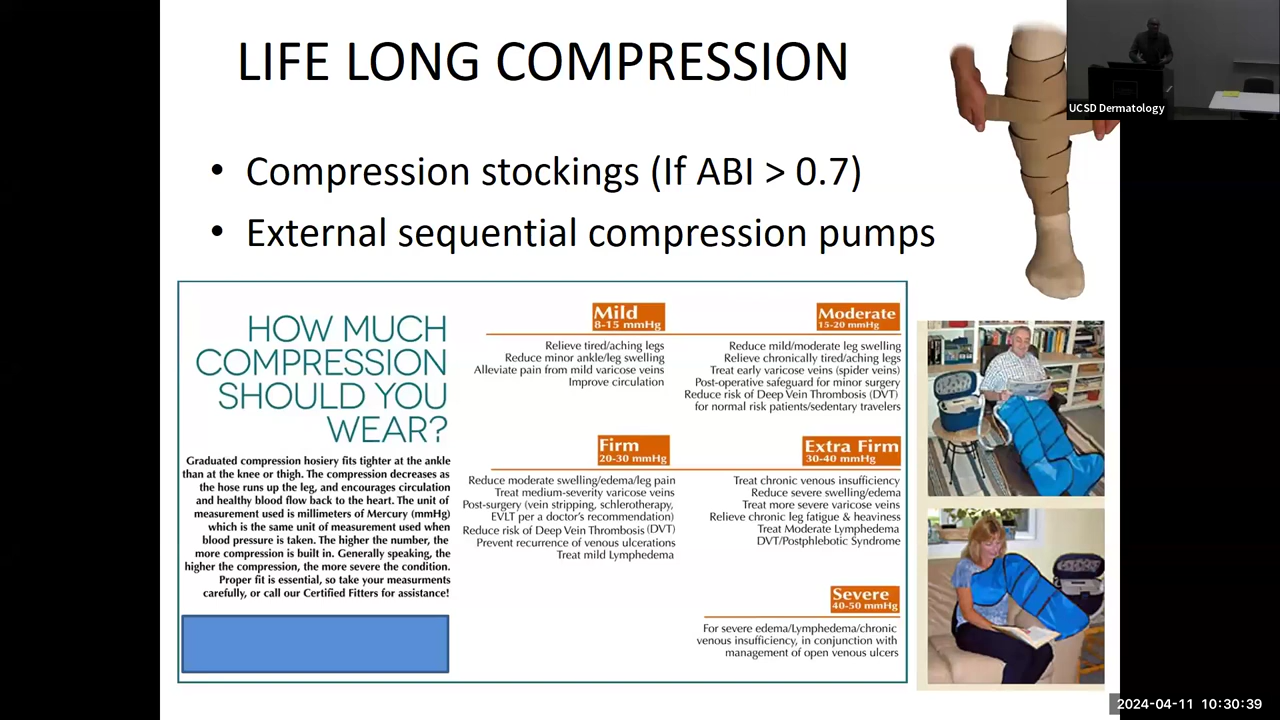 LIFE LONG COMPRESSION
UCSD Dermatology
• Compression stockings (If ABI > 0.7)
• External sequential compression pumps
HOW MUCH
COMPRESSION
SHOULD YOU
WEAR?
Graduated compression hosiery fits tighter at the ankle
than at the knee or thigh. The compression decreases as
the hose runs up the leg, and encourages circulation
and healthy blood flow back to the heart. The unit of
measurement used is millimeters of Mercury (mmHg)
which is the same unit of measurement used when
blood pressure is taken. The higher the number, the
more compression is built in. Generally speaking, the
higher the compression, the more severe the condition.
Proper fit is essential, so take your measurments
carefully, or call our Certified Fitters for assistance!
Mild
8-15 mmHg
Relieve tired/aching legs
Reduce minor ankle/leg swelling
Alleviate pain from mild varicose veins
Improve circulation
Moderate
15-20 mmHg
Reduce mild/moderate leg swelling
Relieve chronically tired/aching legs
Treat early varicose veins (spider veins)
Post-operative safeguard for minor surgery
Reduce risk of Deep Vein Thrombosis (DVT)
for normal risk patients/sedentary travelers
Firm
20-30 mmHg
Reduce moderate swelling/edema/leg pain
Treat medium-severity varicose veins
Post-surgery (vein stripping, schlerotherapy,
EVLT per a doctor's recommendation)
Reduce risk of Deep Vein Thrombosis (DVT)
Prevent recurrence of venous ulcerations
Treat mild Lymphedema
Extra Firm
30-40 mmHg
Treat chronic venous insufficiency
Reduce severe swelling/edema
Treat more severe varicose veins
Relieve chronic leg fatigue & heaviness
Treat Moderate Lymphedema
DVT/Postphlebotic Syndrome
Severe
40-50 mmHg
For severe edema/Lymphedema/chronic
venous insufficiency, in conjunction with
management of open venous ulcers
2024-04-11 10:30:39